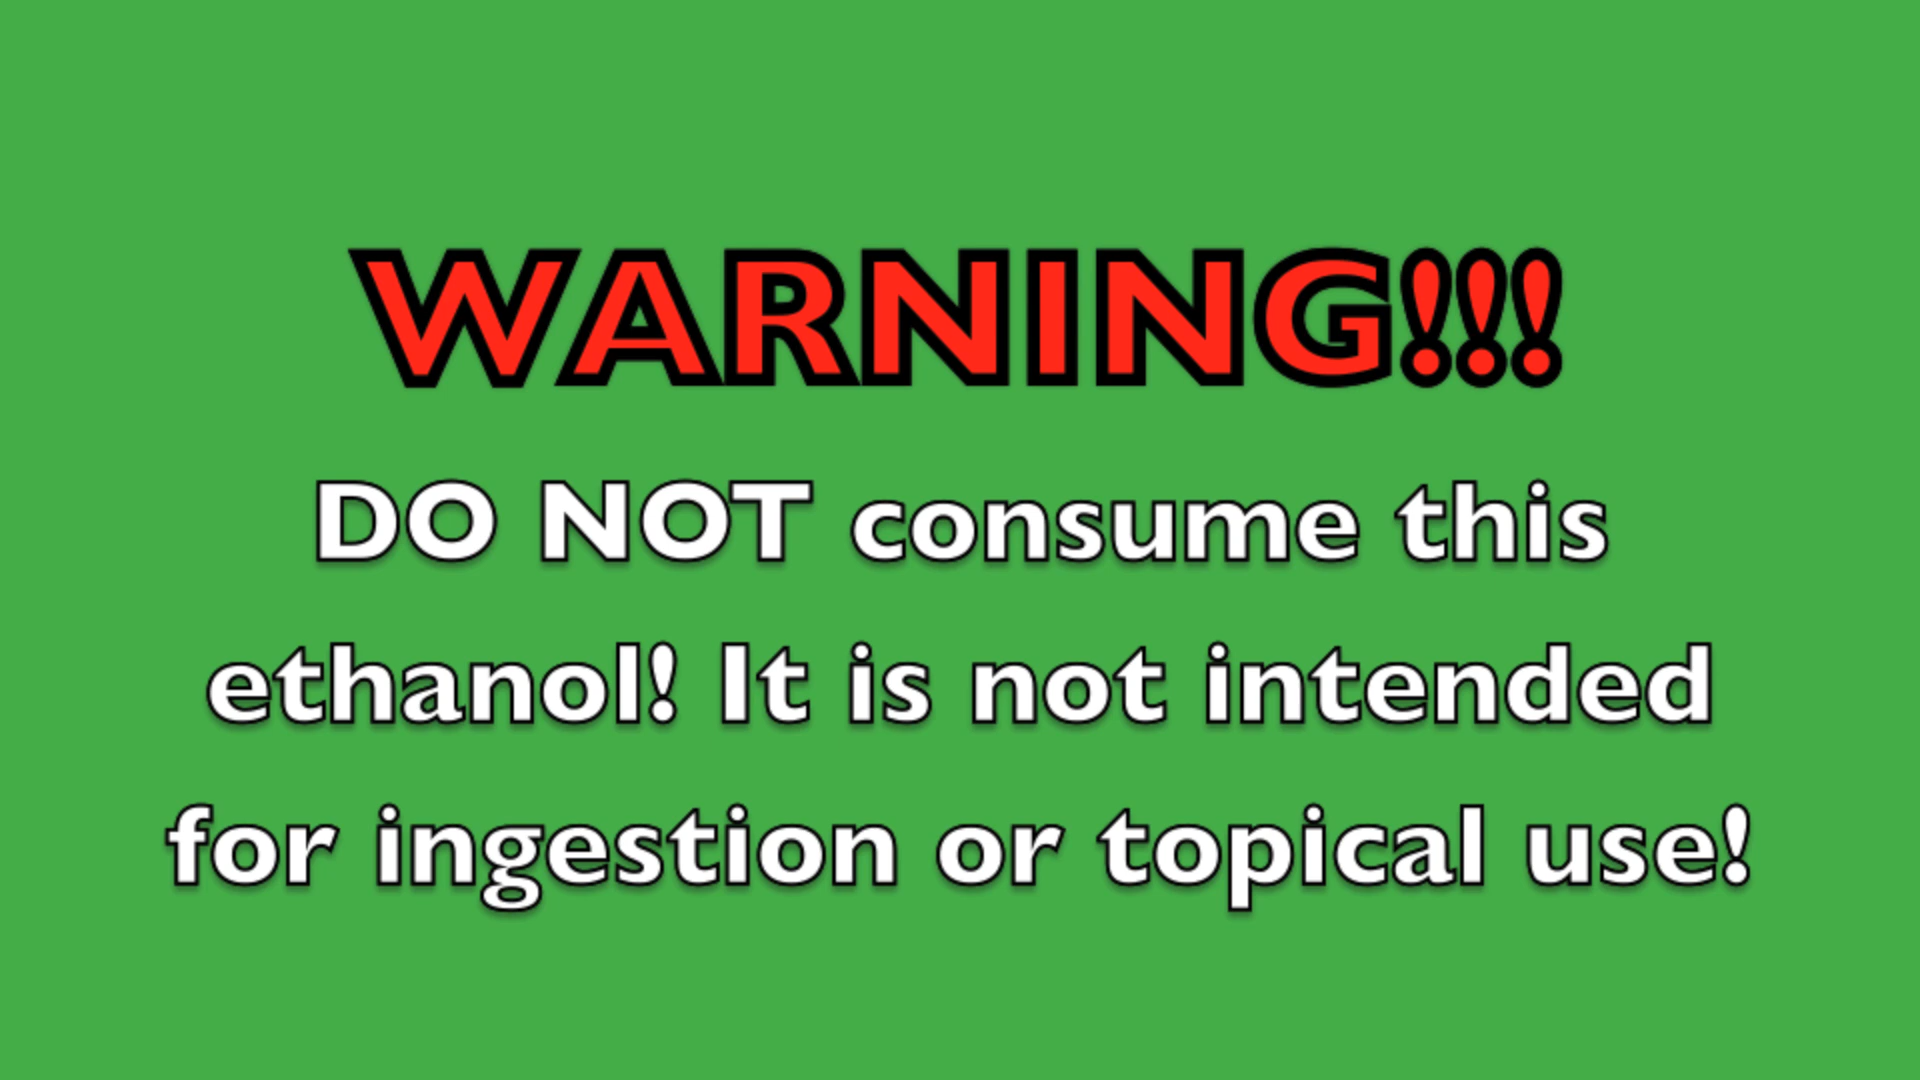 WARNING!!!
DO NOT consume this
ethanol! It is not intended
for ingestion or topical use!